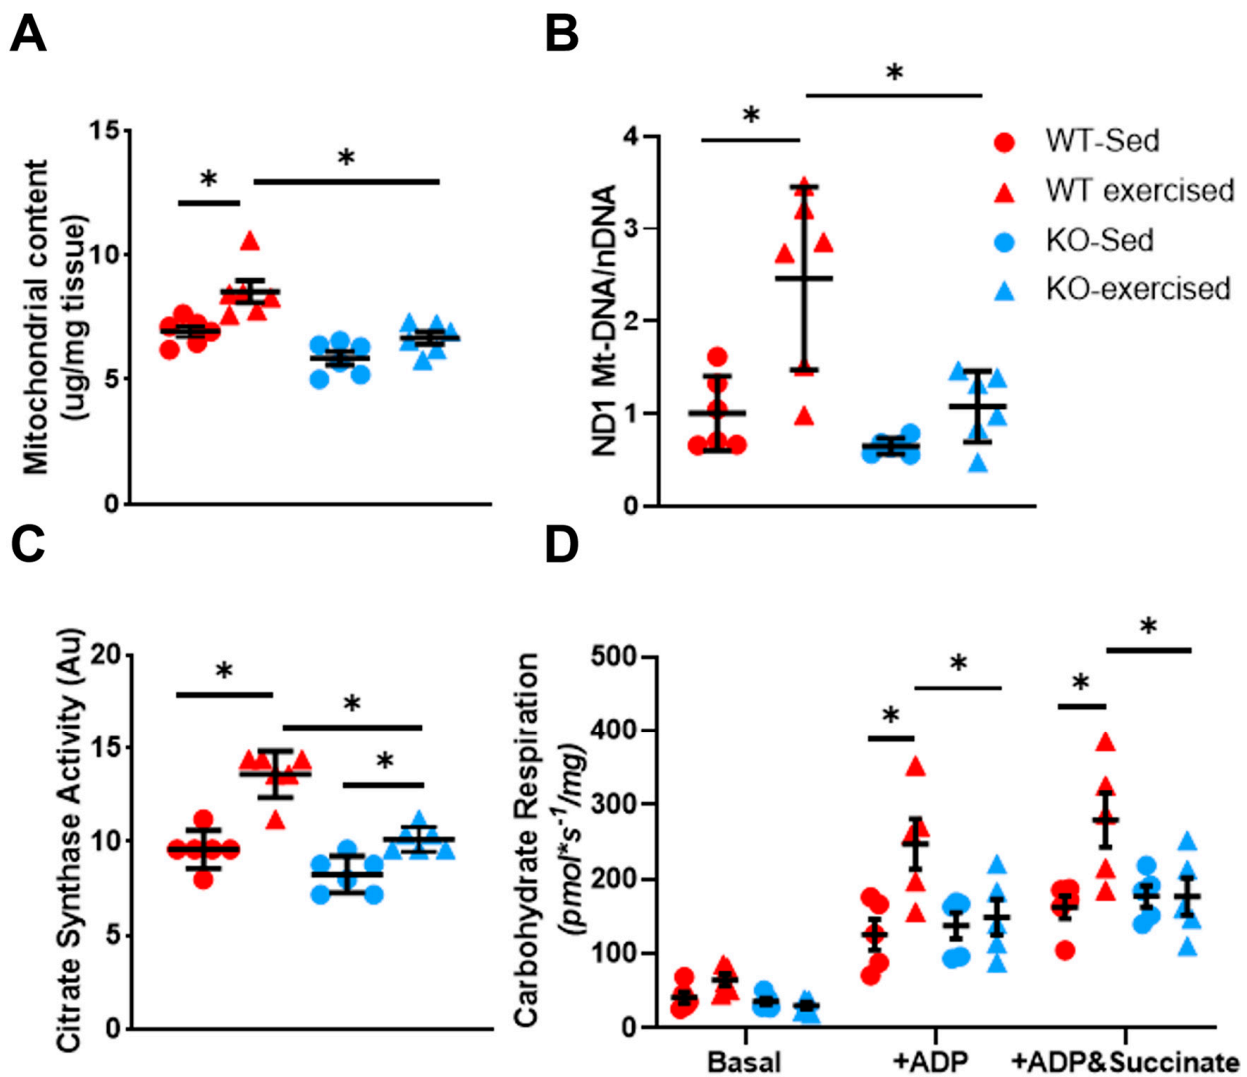 A
Mitochondrial content
(ug/mg tissue)
15
10
5
0
*
*
B
ND1 Mt-DNA/nDNA
4
3
2
1
0
*
*
WT-Sed
WT exercised
KO-Sed
KO-exercised
C
Citrate Synthase Activity (Au)
20
15
10
5
0
*
*
*
D
Carbohydrate Respiration
(pmol*s-1/mg)
500
400
300
200
100
0
*
*
*
*
Basal
+ADP
+ADP&Succinate